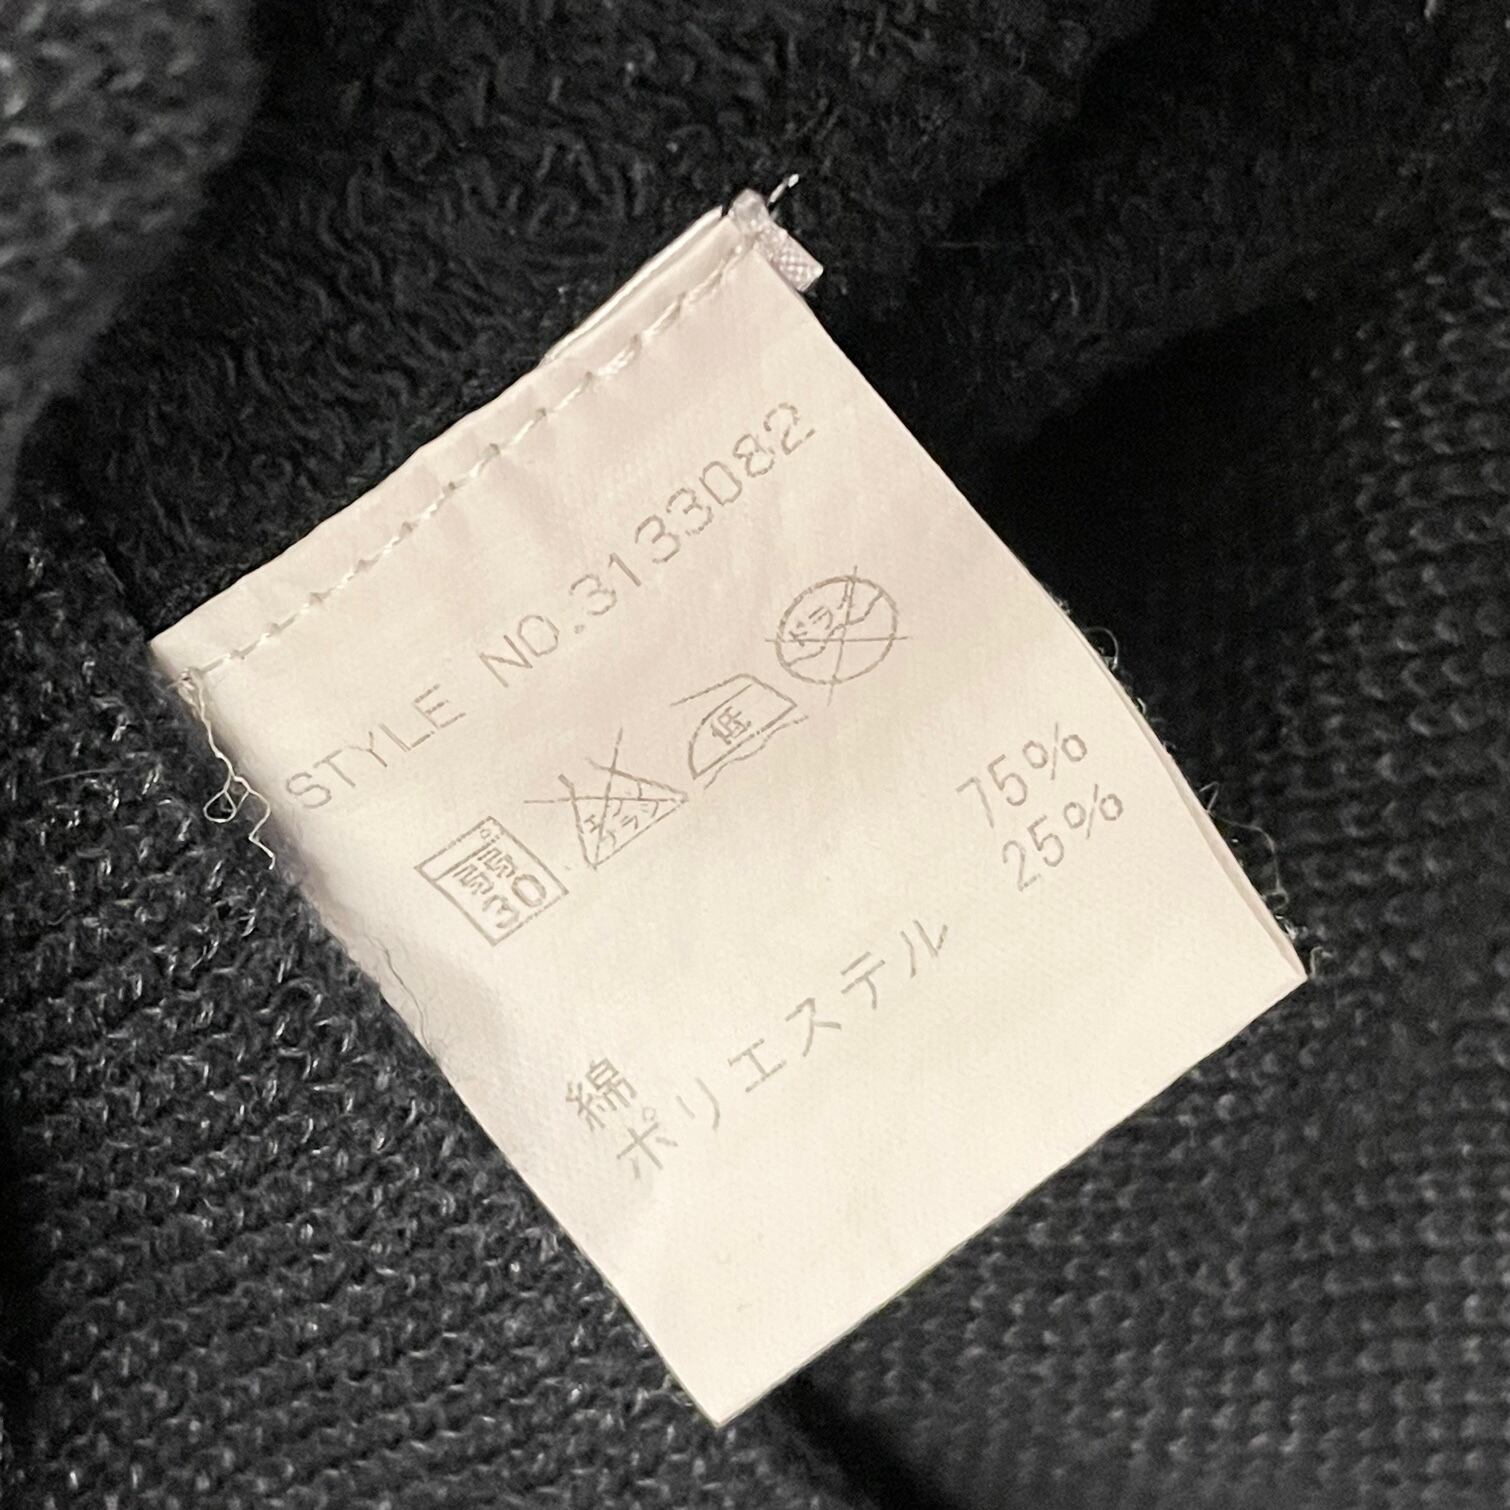 STYLE NO.3133082
弱 30
エンソ サラシ
低
ドライ
綿 75%
ポリエステル 25%